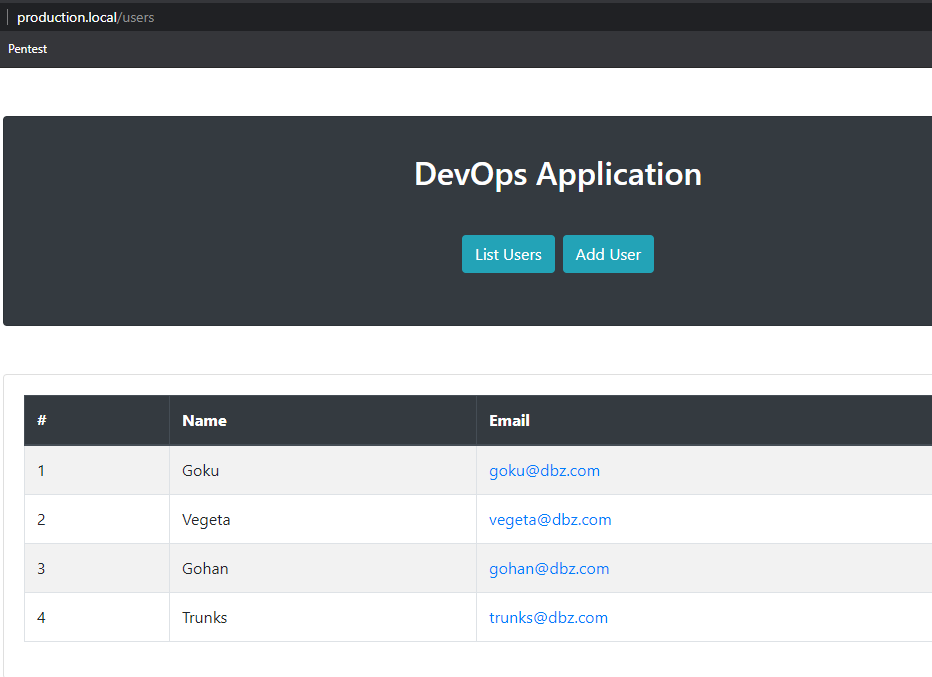 production.local/users
Pentest
DevOps Application
List Users Add User
# Name Email
1 Goku goku@dbz.com
2 Vegeta vegeta@dbz.com
3 Gohan gohan@dbz.com
4 Trunks trunks@dbz.com